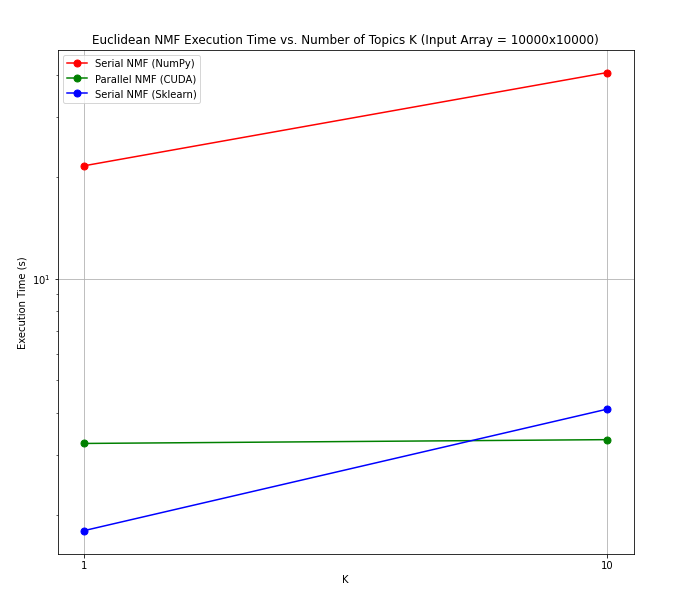 Euclidean NMF Execution Time vs. Number of Topics K (Input Array = 10000x10000)
Serial NMF (NumPy)
Parallel NMF (CUDA)
Serial NMF (Sklearn)
Execution Time (s)
10¹
1
10
K